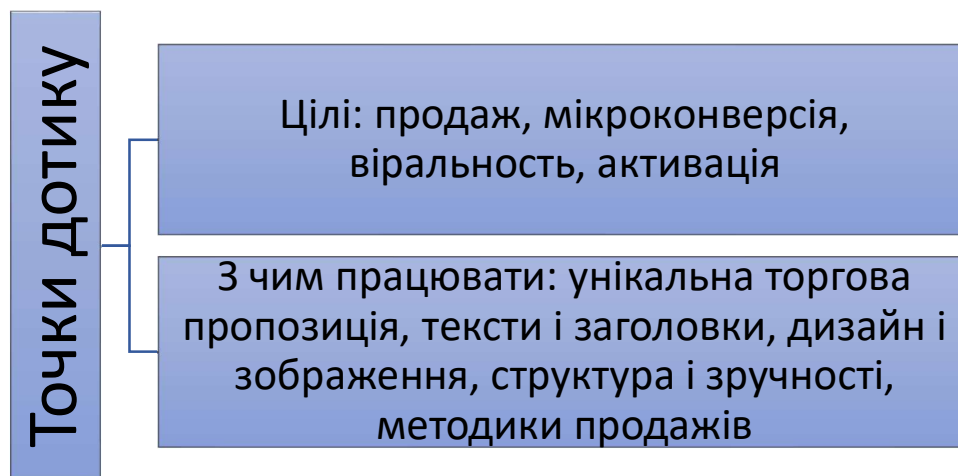 Точки дотику
Цілі: продаж, мікроконверсія,
віральность, активація
З чим працювати: унікальна торгова
пропозиція, тексти і заголовки, дизайн і
зображення, структура і зручності,
методики продажів